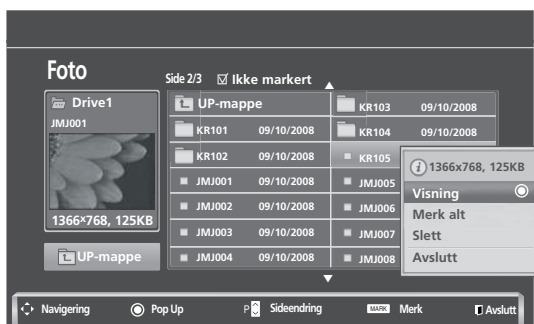 Foto
Side 2/3 Ikke markert
Drive1
JMJ001
1366×768, 125KB
UP-mappe
UP-mappe
KR101 09/10/2008
KR102 09/10/2008
JMJ001 09/10/2008
JMJ002 09/10/2008
JMJ003 09/10/2008
JMJ004 09/10/2008
KR103 09/10/2008
KR104 09/10/2008
KR105
JMJ005
JMJ006
JMJ007
JMJ008
i 1366x768, 125KB
Visning
Merk alt
Slett
Avslutt
Navigering Pop Up P Sideendring MARK Merk Avslutt